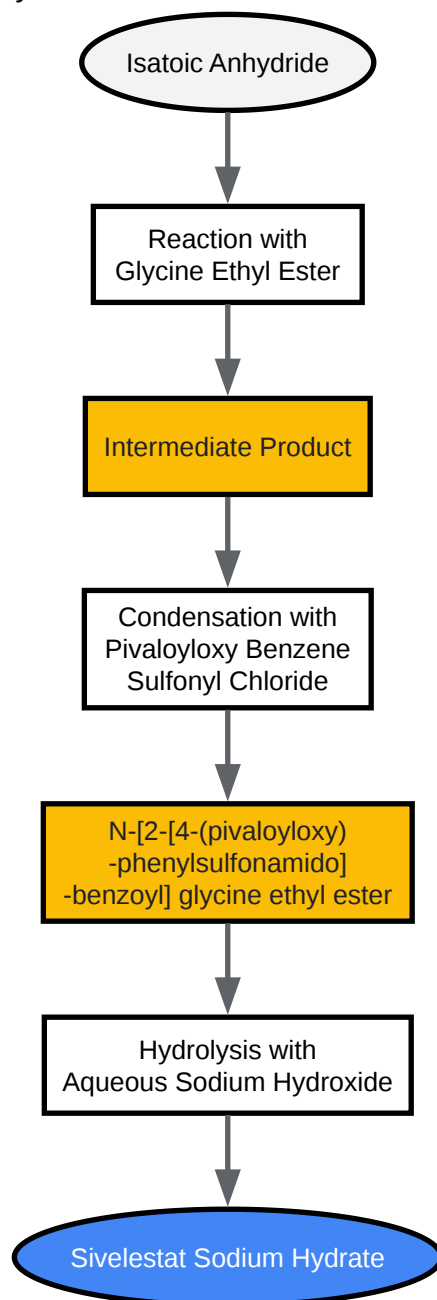 Isatoic Anhydride
Reaction with
Glycine Ethyl Ester
Intermediate Product
Condensation with
Pivaloyloxy Benzene
Sulfonyl Chloride
N-[2-[4-(pivaloyloxy)
-phenylsulfonamido]
-benzoyl] glycine ethyl ester
Hydrolysis with
Aqueous Sodium Hydroxide
Sivelestat Sodium Hydrate